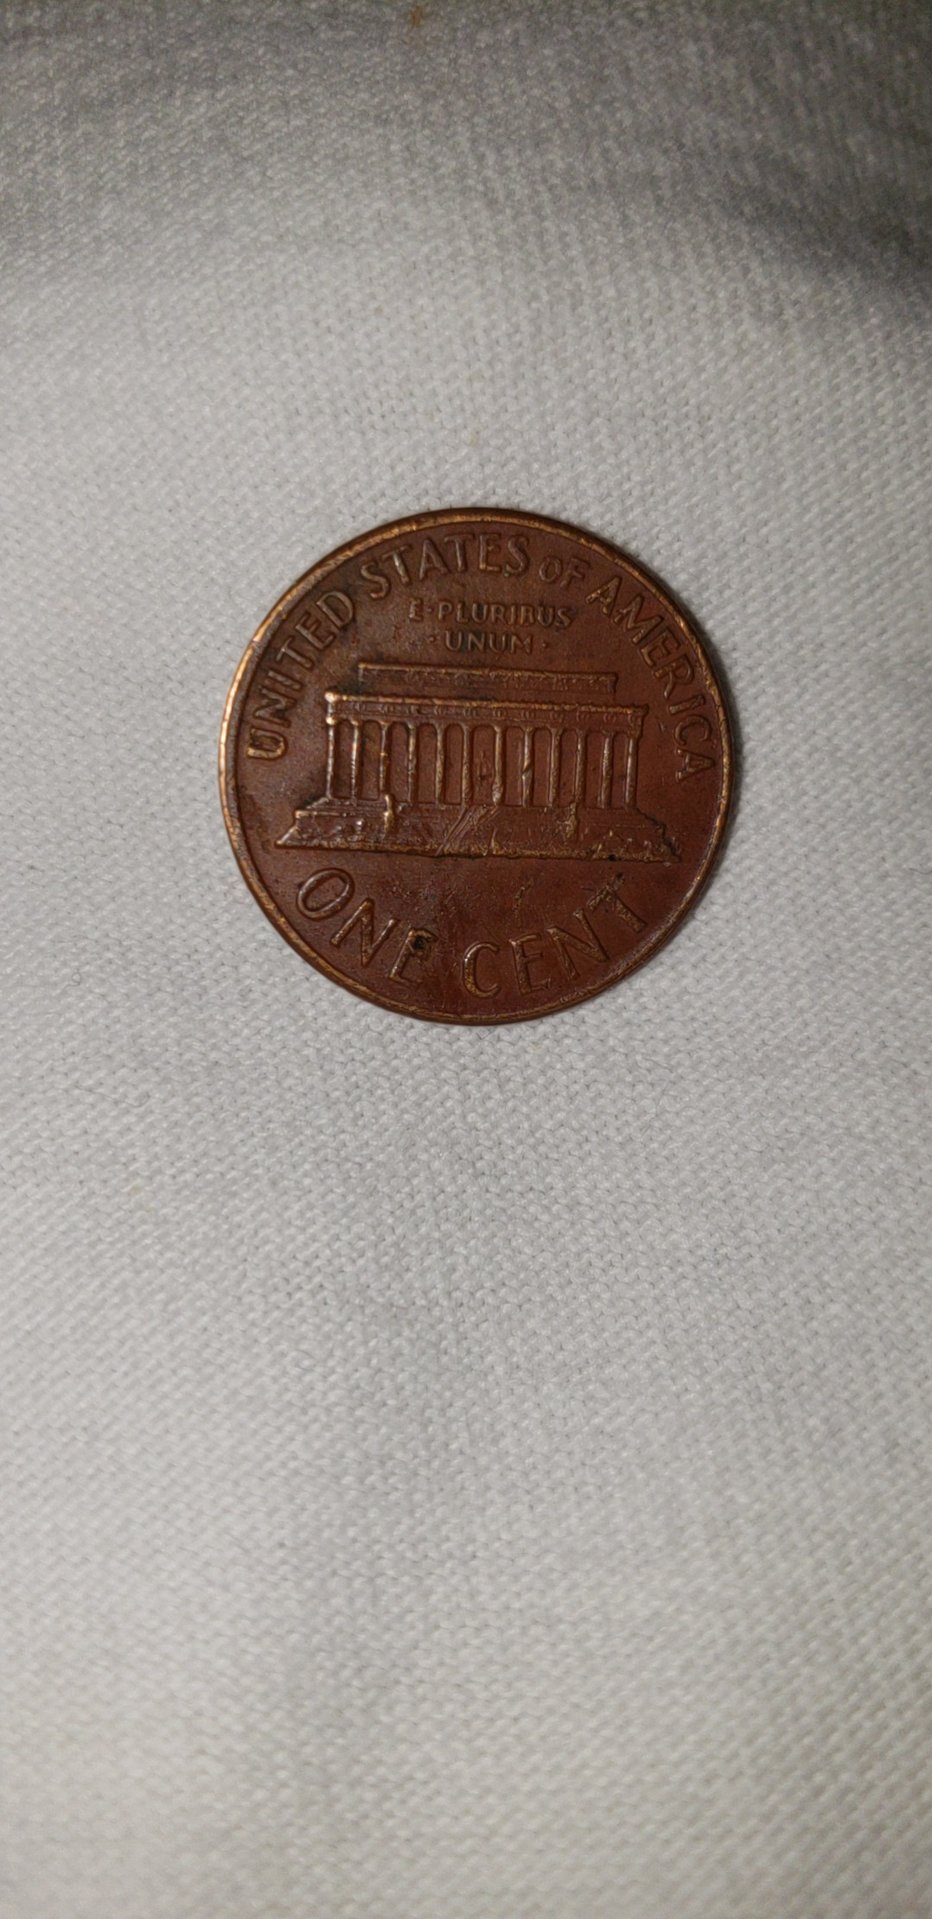 UNITED STATES OF AMERICA
E·PLURIBUS
·UNUM·
ONE CENT